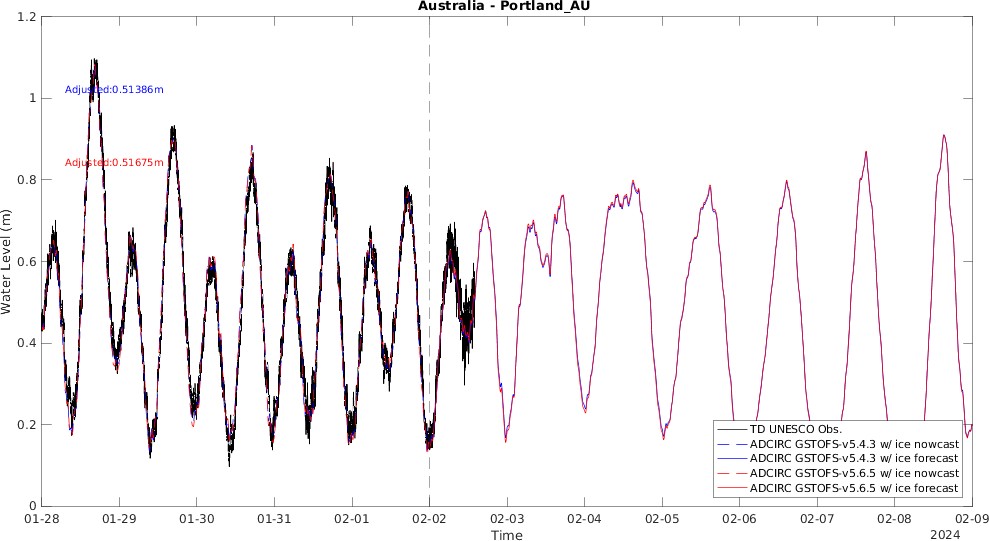 Australia - Portland_AU
1.2
1
0.8
0.6
0.4
0.2
0
Water Level (m)
Adjusted:0.51386m
Adjusted:0.51675m
TD UNESCO Obs.
ADCIRC GSTOFS-v5.4.3 w/ ice nowcast
ADCIRC GSTOFS-v5.4.3 w/ ice forecast
ADCIRC GSTOFS-v5.6.5 w/ ice nowcast
ADCIRC GSTOFS-v5.6.5 w/ ice forecast
01-28 01-29 01-30 01-31 02-01 02-02 02-03 02-04 02-05 02-06 02-07 02-08 02-09
Time
2024